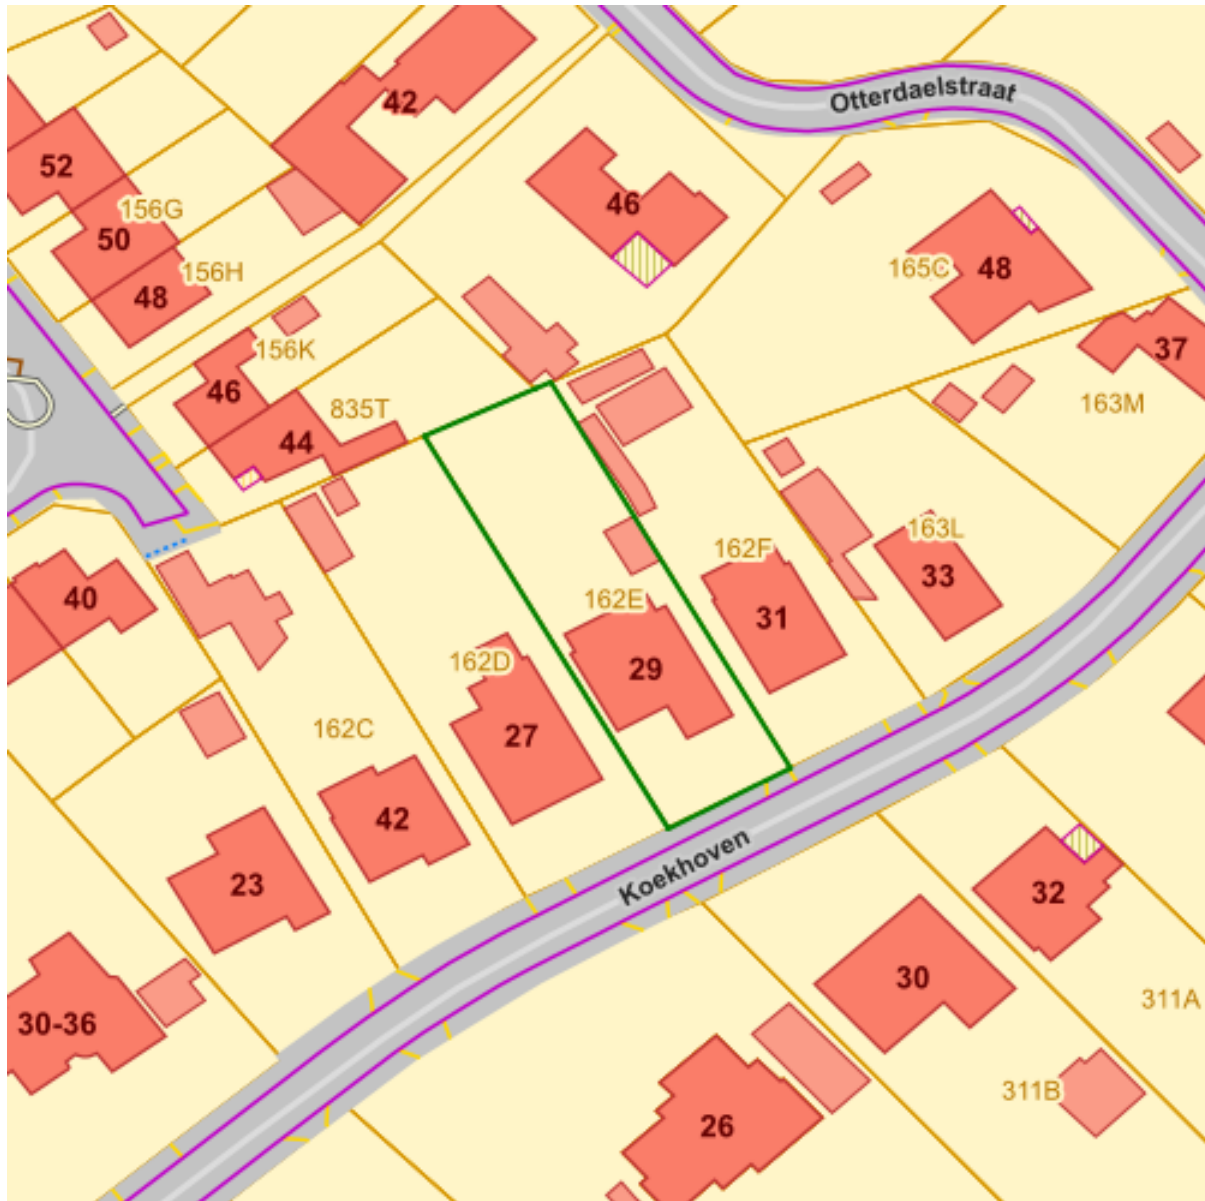 Otterdaelstraat
42
52
156G
50
46
156H
48
165C
48
156K
37
46
835T
163M
44
163L
162F
33
40
162E
31
162D
29
162C
27
42
Koekhoven
23
32
30
311A
30-36
311B
26